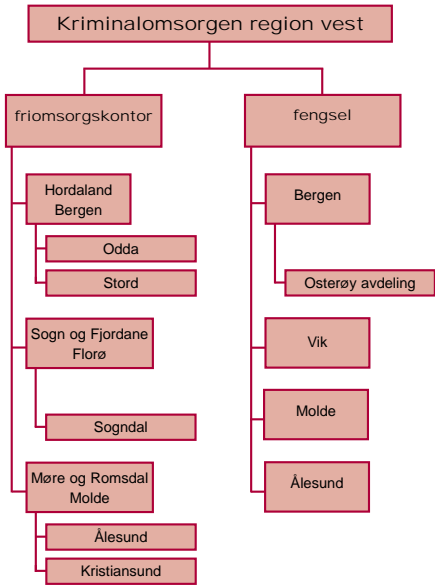 Kriminalomsorgen region vest
friomsorgskontor
Hordaland
Bergen
Odda
Stord
Sogn og Fjordane
Florø
Sogndal
Møre og Romsdal
Molde
Ålesund
Kristiansund
fengsel
Bergen
Osterøy avdeling
Vik
Molde
Ålesund